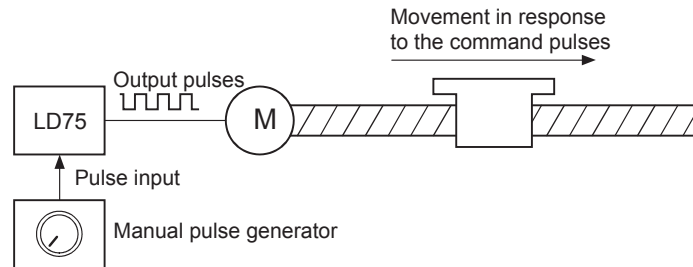 Movement in response
to the command pulses
Output pulses
LD75
M
Pulse input
Manual pulse generator